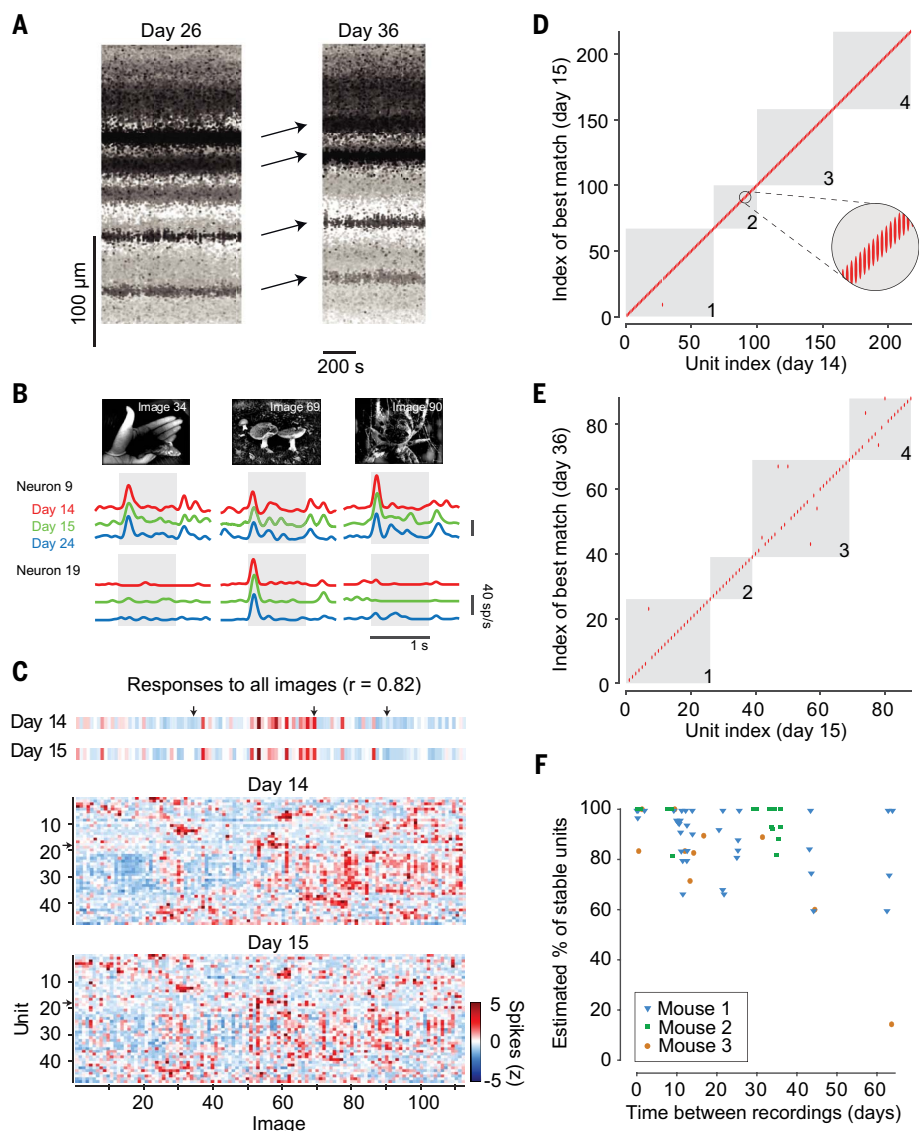 A
Day 26
Day 36
100 µm
200 s
B
Image 34
Image 69
Image 90
Neuron 9
Day 14
Day 15
Day 24
Neuron 19
40 sp/s
1 s
C
Responses to all images (r = 0.82)
Day 14
Day 15
Day 14
10
20
30
40
Day 15
Unit
10
20
30
40
20
40
60
80
100
Image
5
0
-5
Spikes (z)
D
Index of best match (day 15)
200
150
100
50
0
1
2
3
4
0
50
100
150
200
Unit index (day 14)
E
Index of best match (day 36)
80
60
40
20
0
1
2
3
4
0
20
40
60
80
Unit index (day 15)
F
Estimated % of stable units
100
80
60
40
20
0
Mouse 1
Mouse 2
Mouse 3
0
10
20
30
40
50
60
Time between recordings (days)